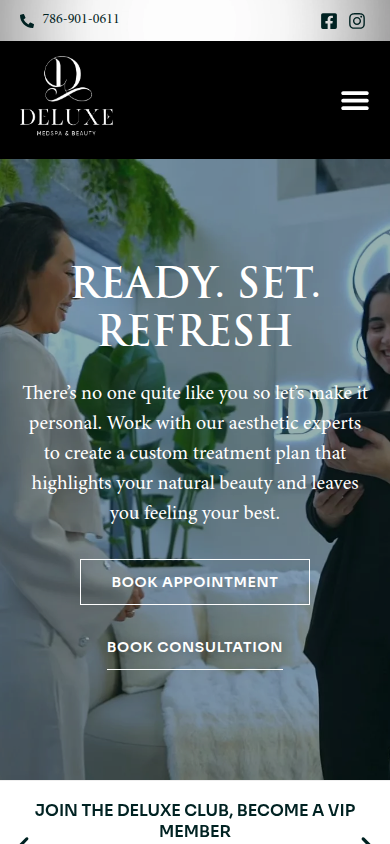 786-901-0611
DELUXE
MEDSPA & BEAUTY
READY. SET.
REFRESH
There's no one quite like you so let's make it
personal. Work with our aesthetic experts
to create a custom treatment plan that
highlights your natural beauty and leaves
you feeling your best.
BOOK APPOINTMENT
BOOK CONSULTATION
JOIN THE DELUXE CLUB, BECOME A VIP
MEMBER